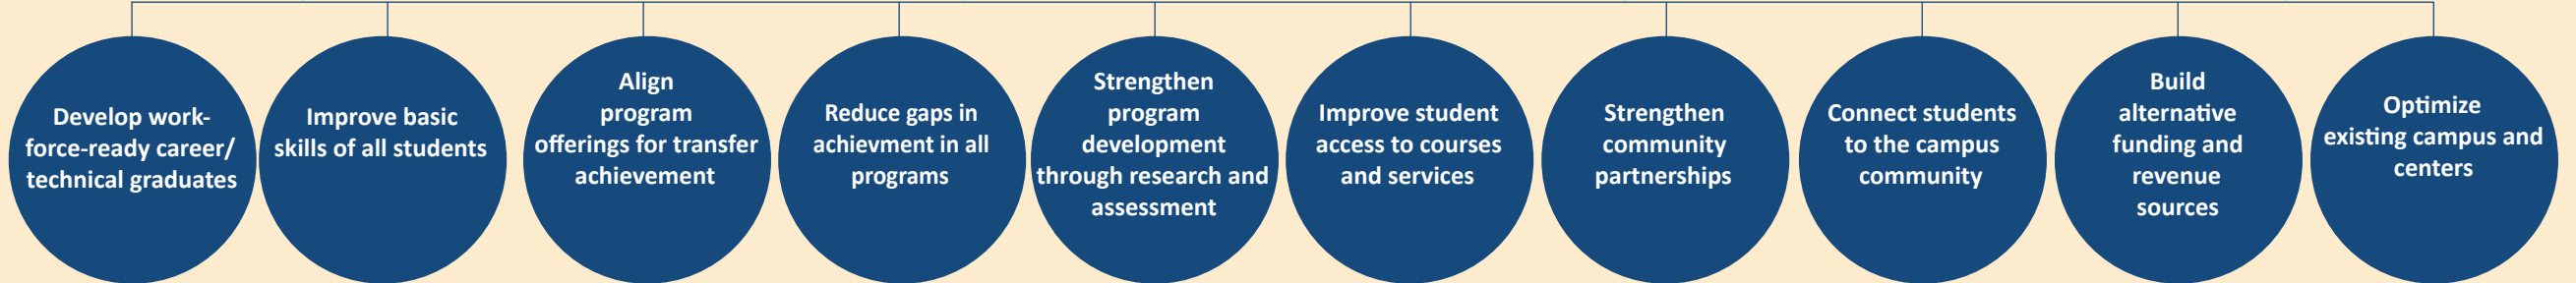 Develop work-
force-ready career/
technical graduates
Improve basic
skills of all students
Align
program
offerings for transfer
achievement
Reduce gaps in
achievment in all
programs
Strengthen
program
development
through research and
assessment
Improve student
access to courses
and services
Strengthen
community
partnerships
Connect students
to the campus
community
Build
alternative
funding and
revenue
sources
Optimize
existing campus and
centers